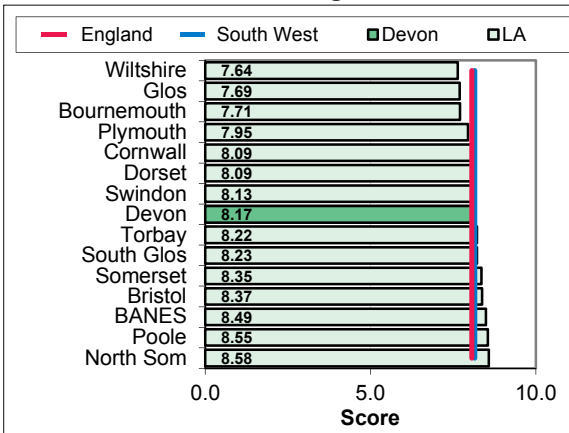 England South West Devon LA
Wiltshire 7.64
Glos 7.69
Bournemouth 7.71
Plymouth 7.95
Cornwall 8.09
Dorset 8.09
Swindon 8.13
Devon 8.17
Torbay 8.22
South Glos 8.23
Somerset 8.35
Bristol 8.37
BANES 8.49
Poole 8.55
North Som 8.58
0.0 5.0 10.0
Score